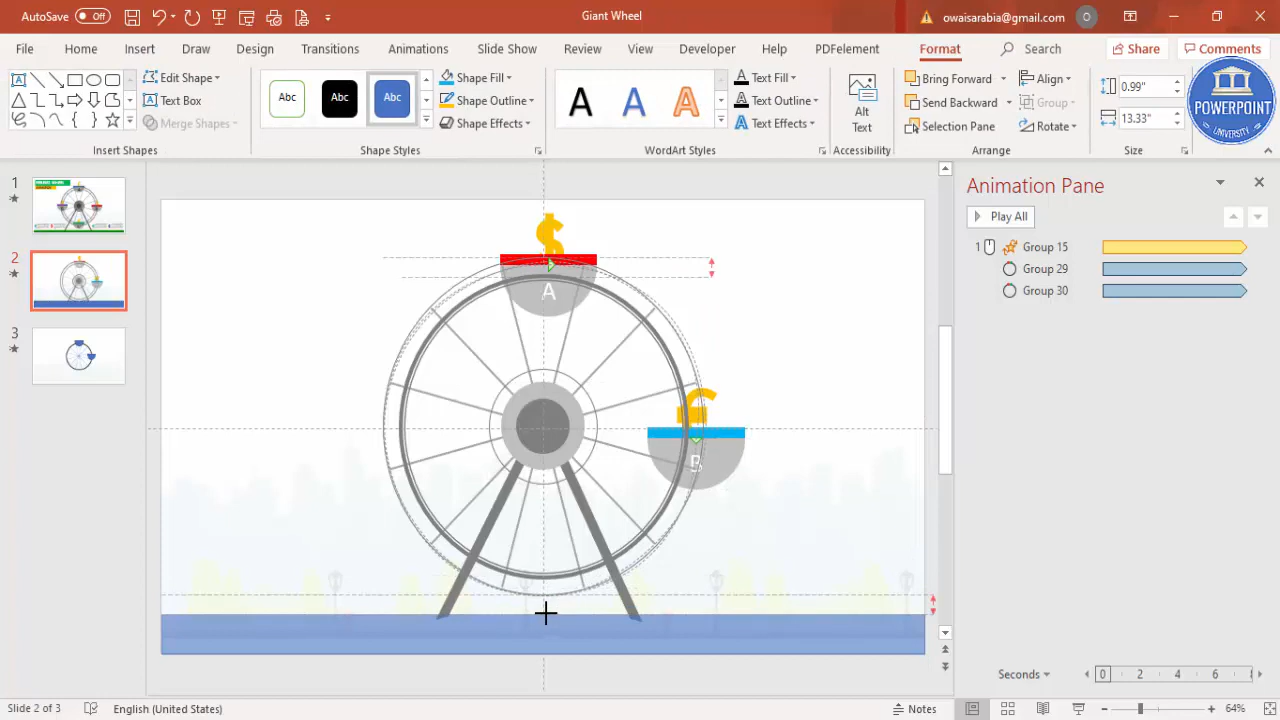 AutoSave Off
Giant Wheel
owaisarabia@gmail.com
O
File Home Insert Draw Design Transitions Animations Slide Show Review View Developer Help PDFelement Format Search Share Comments
Edit Shape
Text Box
Merge Shapes
Insert Shapes
Abc Abc Abc
Shape Fill
Shape Outline
Shape Effects
Shape Styles
A A A
Text Fill
Text Outline
Text Effects
WordArt Styles
Alt
Text
Accessibility
Bring Forward
Send Backward
Selection Pane
Align
Group
Rotate
Arrange
0.99"
13.33"
Size
POWERPOINT
UNIVERSITY
1
2
3
$
A
£
B
Animation Pane
Play All
1 Group 15
Group 29
Group 30
Seconds 0 2 4 6
Slide 2 of 3 English (United States) Notes 64%